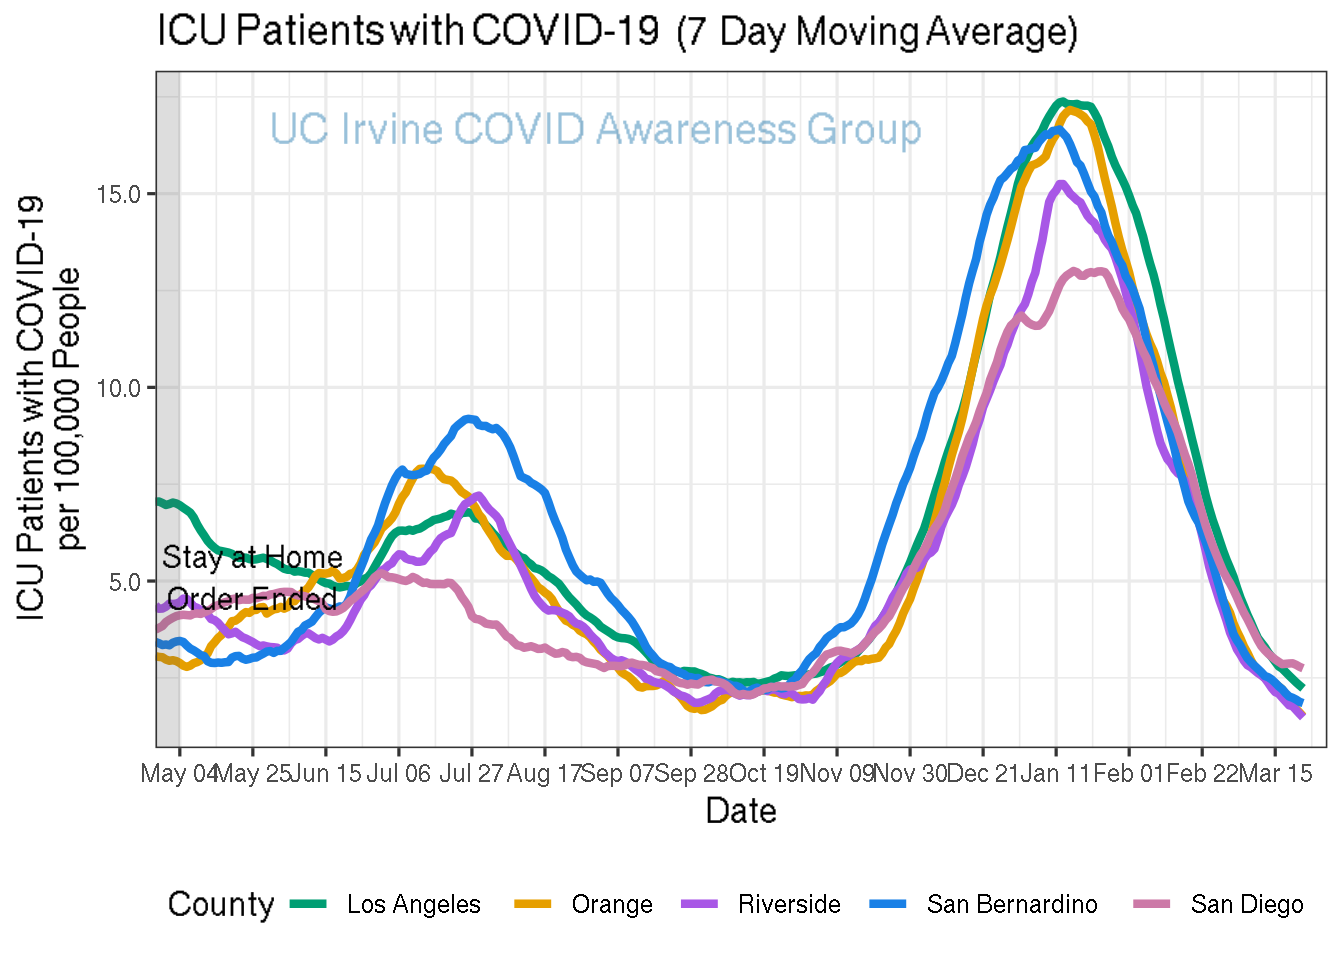 ICU Patients with COVID-19 (7 Day Moving Average)
UC Irvine COVID Awareness Group
ICU Patients with COVID-19
per 100,000 People
15.0
10.0
5.0
Stay at Home
Order Ended
May 04 May 25 Jun 15 Jul 06 Jul 27 Aug 17 Sep 07 Sep 28 Oct 19 Nov 09 Nov 30 Dec 21 Jan 11 Feb 01 Feb 22 Mar 15
Date
County Los Angeles Orange Riverside San Bernardino San Diego